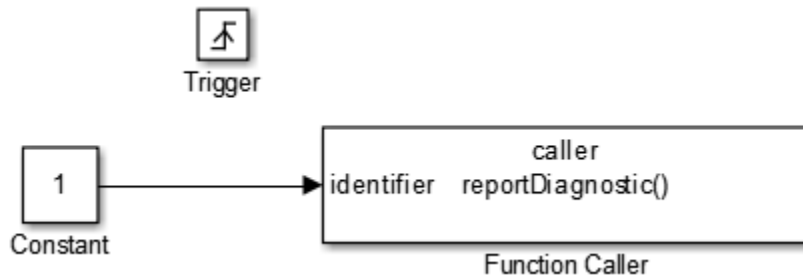 Trigger
caller
1
identifier reportDiagnostic()
Constant
Function Caller